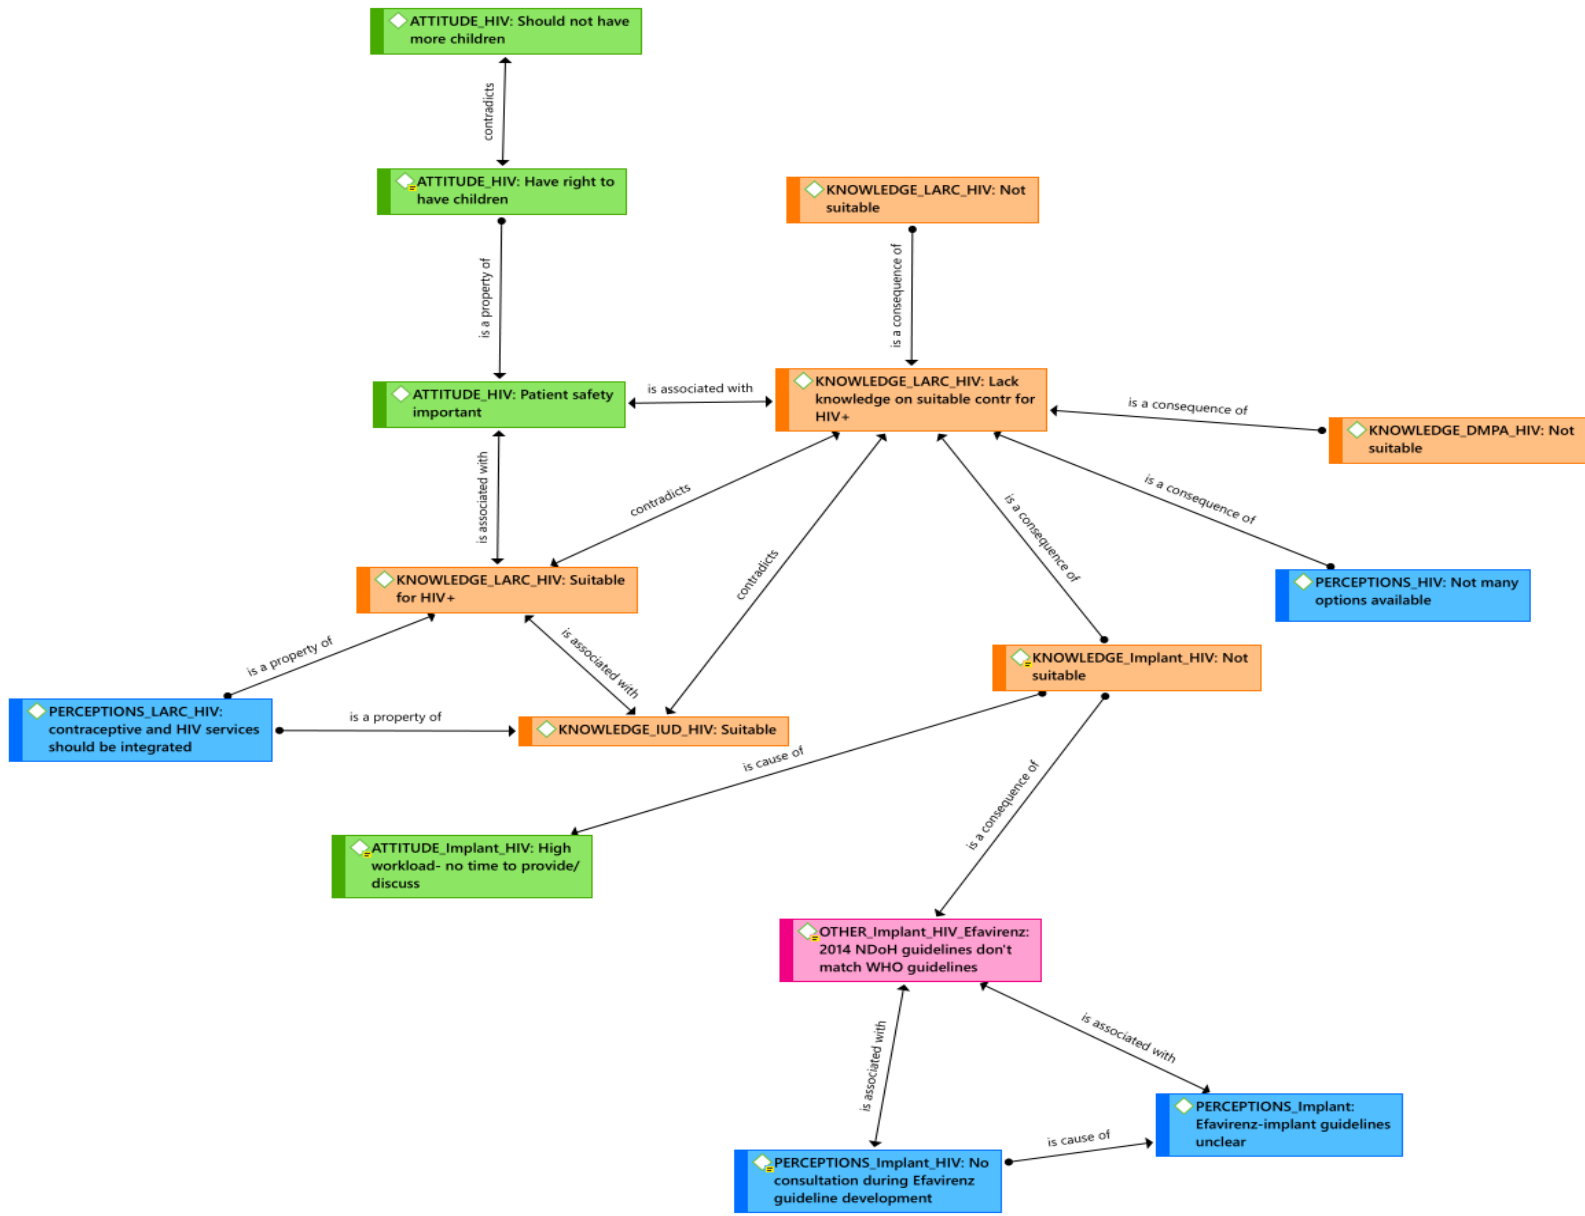 ATTITUDE_HIV: Should not have
more children
contradicts
ATTITUDE_HIV: Have right to
have children
KNOWLEDGE_LARC_HIV: Not
suitable
is a property of
is a consequence of
ATTITUDE_HIV: Patient safety
important
is associated with
KNOWLEDGE_LARC_HIV: Lack
knowledge on suitable contr for
HIV+
is a consequence of
KNOWLEDGE_DMPA_HIV: Not
suitable
is associated with
contradicts
contradicts
is a consequence of
is a consequence of
KNOWLEDGE_LARC_HIV: Suitable
for HIV+
PERCEPTIONS_HIV: Not many
options available
is a property of
is associated with
KNOWLEDGE_Implant_HIV: Not
suitable
PERCEPTIONS_LARC_HIV:
contraceptive and HIV services
should be integrated
is a property of
KNOWLEDGE_IUD_HIV: Suitable
is cause of
is a consequence of
ATTITUDE_Implant_HIV: High
workload- no time to provide/
discuss
OTHER_Implant_HIV_Efavirenz:
2014 NDoH guidelines don't
match WHO guidelines
is associated with
is associated with
PERCEPTIONS_Implant:
Efavirenz-implant guidelines
unclear
is cause of
PERCEPTIONS_Implant_HIV: No
consultation during Efavirenz
guideline development